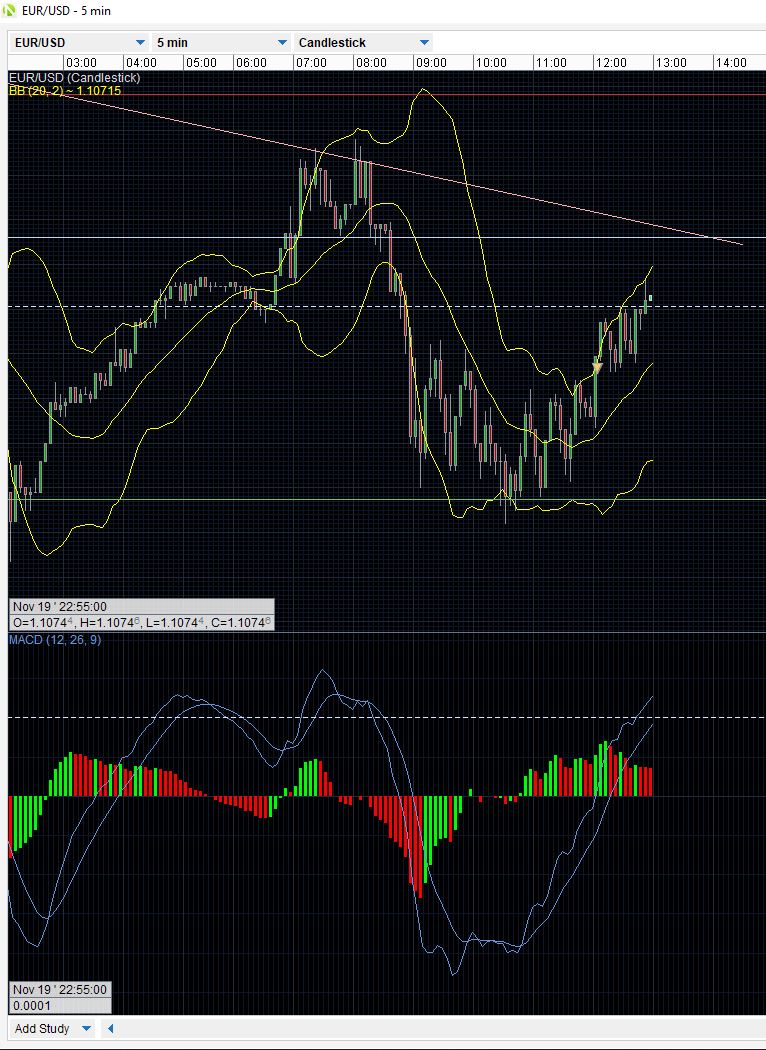 EUR/USD - 5 min
EUR/USD 5 min Candlestick
03:00 04:00 05:00 06:00 07:00 08:00 09:00 10:00 11:00 12:00 13:00 14:00
EUR/USD (Candlestick)
BB (20, 2) ~ 1.10715
Nov 19 ' 22:55:00
O=1.1074⁴, H=1.1074⁶, L=1.1074⁴, C=1.1074⁶
MACD (12, 26, 9)
Nov 19 ' 22:55:00
0.0001
Add Study